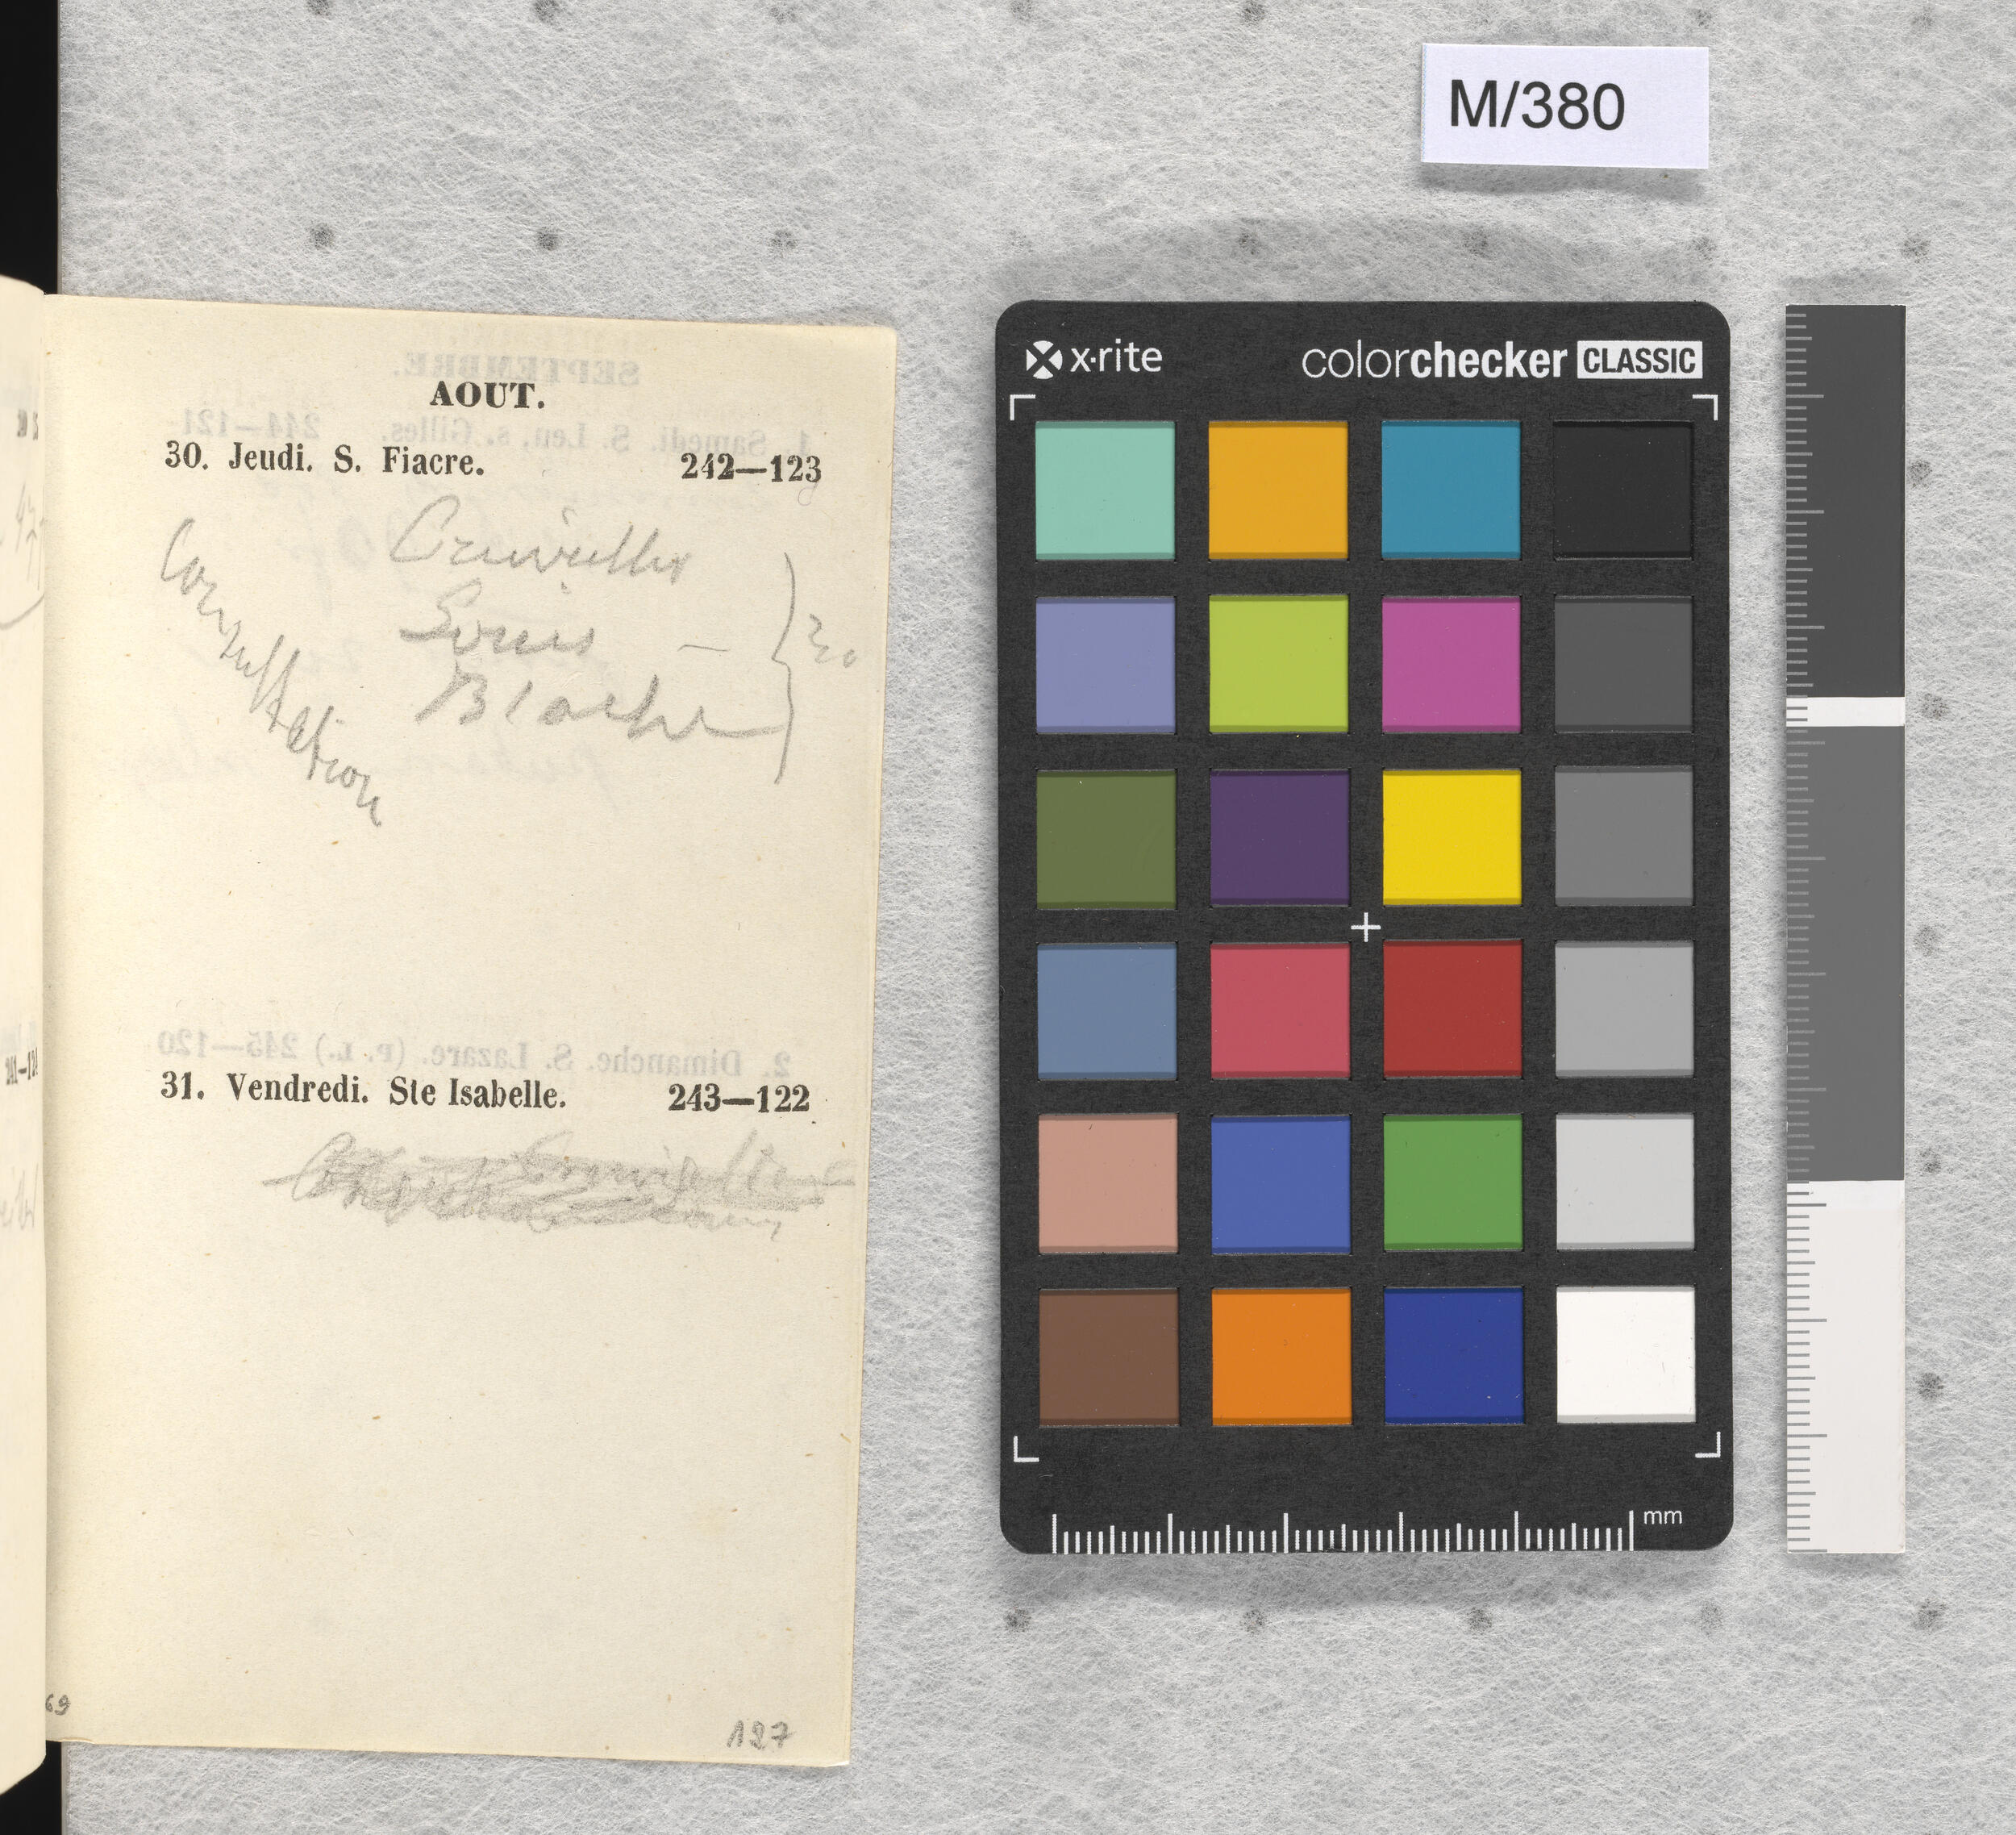 M/380
x-rite colorchecker CLASSIC
AOUT.
30. Jeudi. S. Fiacre. 242—123
Consultation
Cruveilher
Louis —
Blache
} 20
31. Vendredi. Ste Isabelle. 243—122
69
127
mm